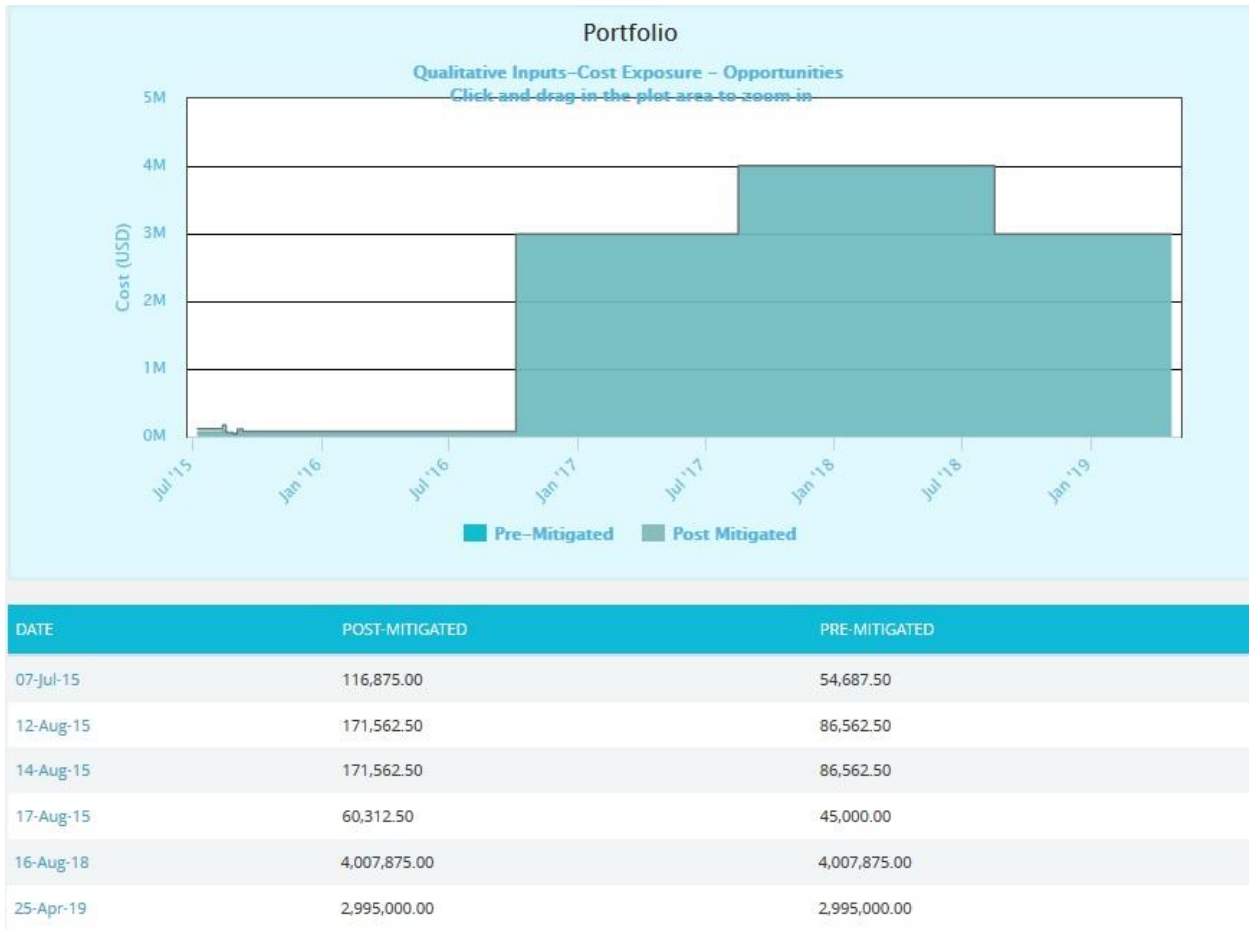 Portfolio
Qualitative Inputs-Cost Exposure - Opportunities
Click and drag in the plot area to zoom in
5M
4M
3M
2M
1M
0M
Cost (USD)
Jul '15
Jan '16
Jul '16
Jan '17
Jul '17
Jan '18
Jul '18
Jan '19
Pre-Mitigated Post Mitigated
DATE POST-MITIGATED PRE-MITIGATED
07-Jul-15 116,875.00 54,687.50
12-Aug-15 171,562.50 86,562.50
14-Aug-15 171,562.50 86,562.50
17-Aug-15 60,312.50 45,000.00
16-Aug-18 4,007,875.00 4,007,875.00
25-Apr-19 2,995,000.00 2,995,000.00